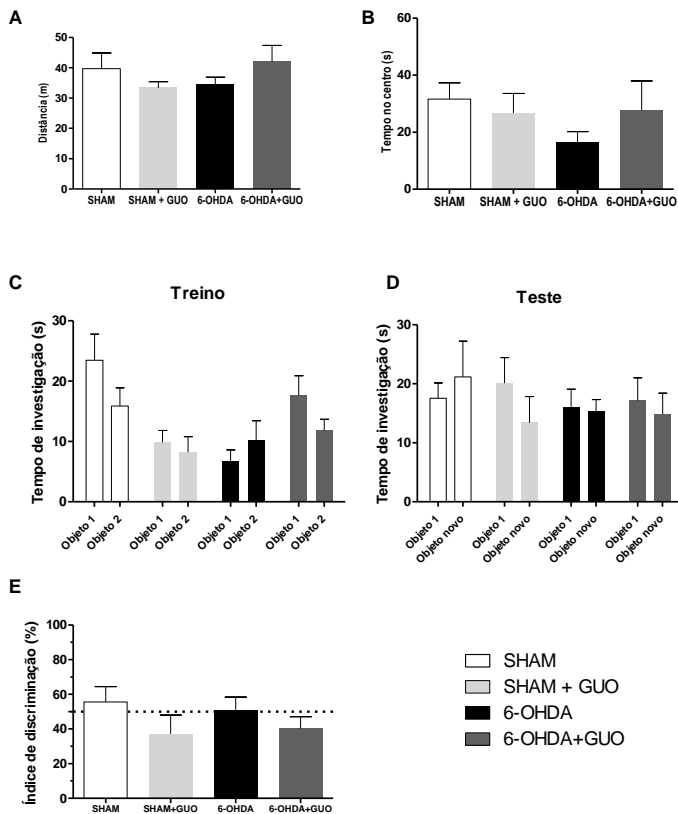 A
Distância (m)
50
40
30
20
10
0
SHAM
SHAM + GUO
6-OHDA
6-OHDA+GUO
B
Tempo no centro (s)
60
40
20
0
SHAM
SHAM + GUO
6-OHDA
6-OHDA+GUO
C
Treino
Tempo de investigação (s)
30
20
10
0
Objeto 1
Objeto 2
Objeto 1
Objeto 2
Objeto 1
Objeto 2
Objeto 1
Objeto 2
D
Teste
Tempo de investigação (s)
30
20
10
0
Objeto 1
Objeto novo
Objeto 1
Objeto novo
Objeto 1
Objeto novo
Objeto 1
Objeto novo
E
Índice de discriminação (%)
100
80
60
40
20
0
SHAM
SHAM+GUO
6-OHDA
6-OHDA+GUO
SHAM
SHAM + GUO
6-OHDA
6-OHDA+GUO